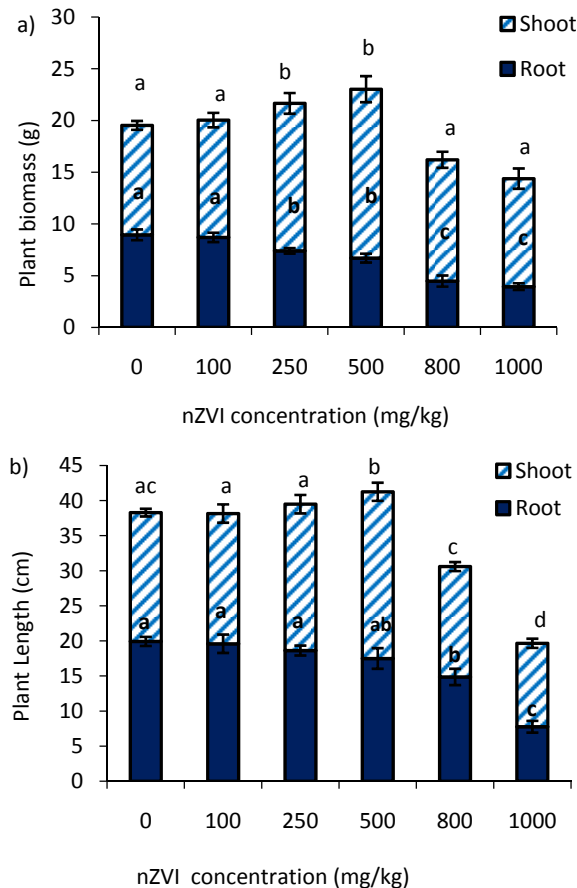 a)
Shoot
Root
Plant biomass (g)
30
25
20
15
10
5
0
a a b b a a
a a b b c c
0 100 250 500 800 1000
nZVI concentration (mg/kg)
b)
Shoot
Root
Plant Length (cm)
45
40
35
30
25
20
15
10
5
0
ac a a b c d
a a a ab b c
0 100 250 500 800 1000
nZVI concentration (mg/kg)